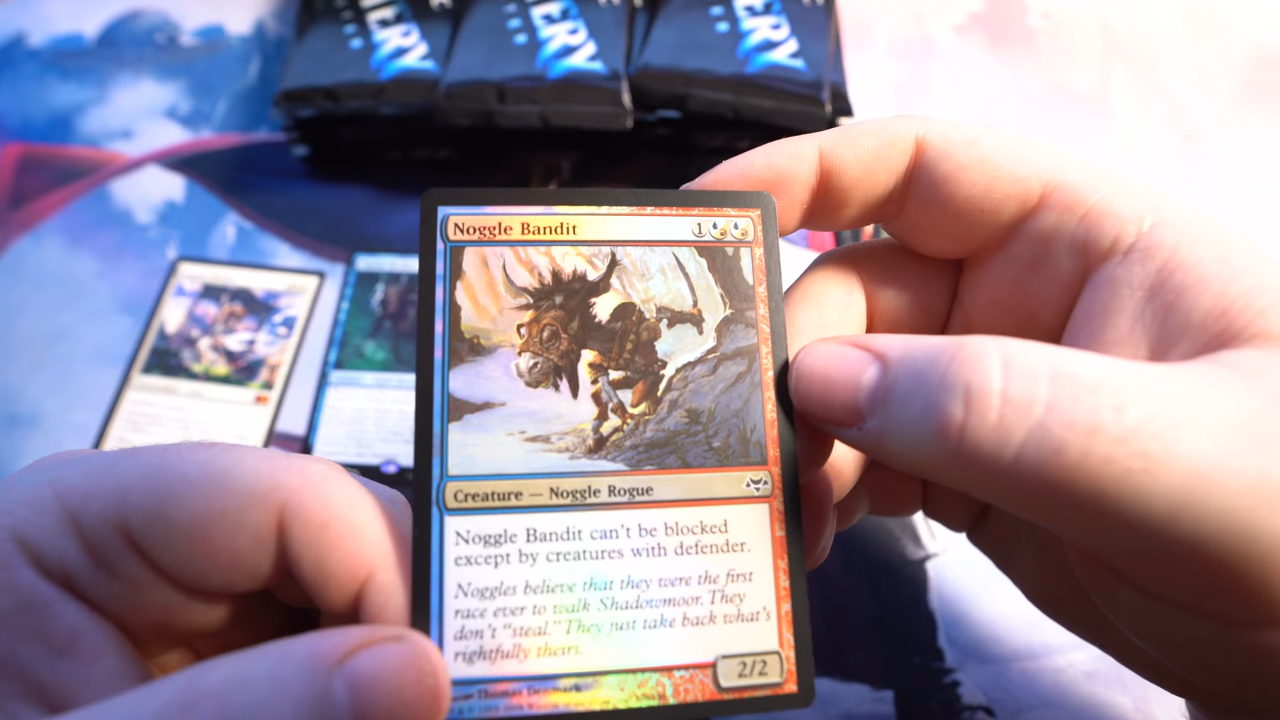 Noggle Bandit
1
Creature — Noggle Rogue
Noggle Bandit can't be blocked
except by creatures with defender.
Noggles believe that they were the first
race ever to walk Shadowmoor. They
don't "steal." They just take back what's
rightfully theirs.
2/2
Thomas Denmark